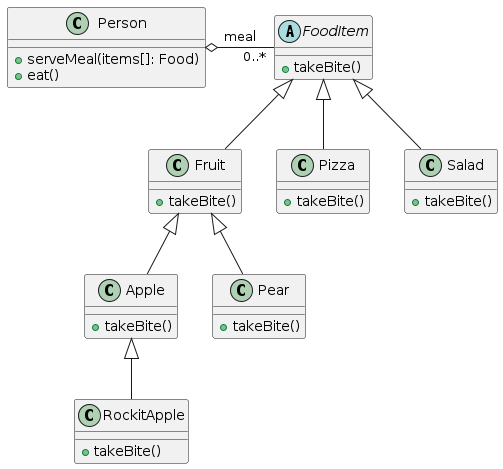 C Person
serveMeal(items[]: Food)
eat()
meal
0..*
A FoodItem
takeBite()
C Fruit
takeBite()
C Pizza
takeBite()
C Salad
takeBite()
C Apple
takeBite()
C Pear
takeBite()
C RockitApple
takeBite()